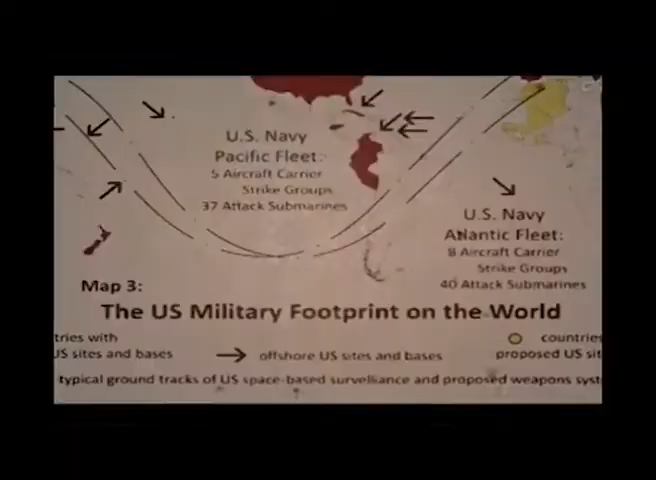 U.S. Navy
Pacific Fleet:
5 Aircraft Carrier
Strike Groups
37 Attack Submarines
U.S. Navy
Atlantic Fleet:
8 Aircraft Carrier
Strike Groups
40 Attack Submarines
Map 3:
The US Military Footprint on the World
tries with
US sites and bases
offshore US sites and bases
countries
proposed US sit
typical ground tracks of US space-based survelliance and proposed weapons syst